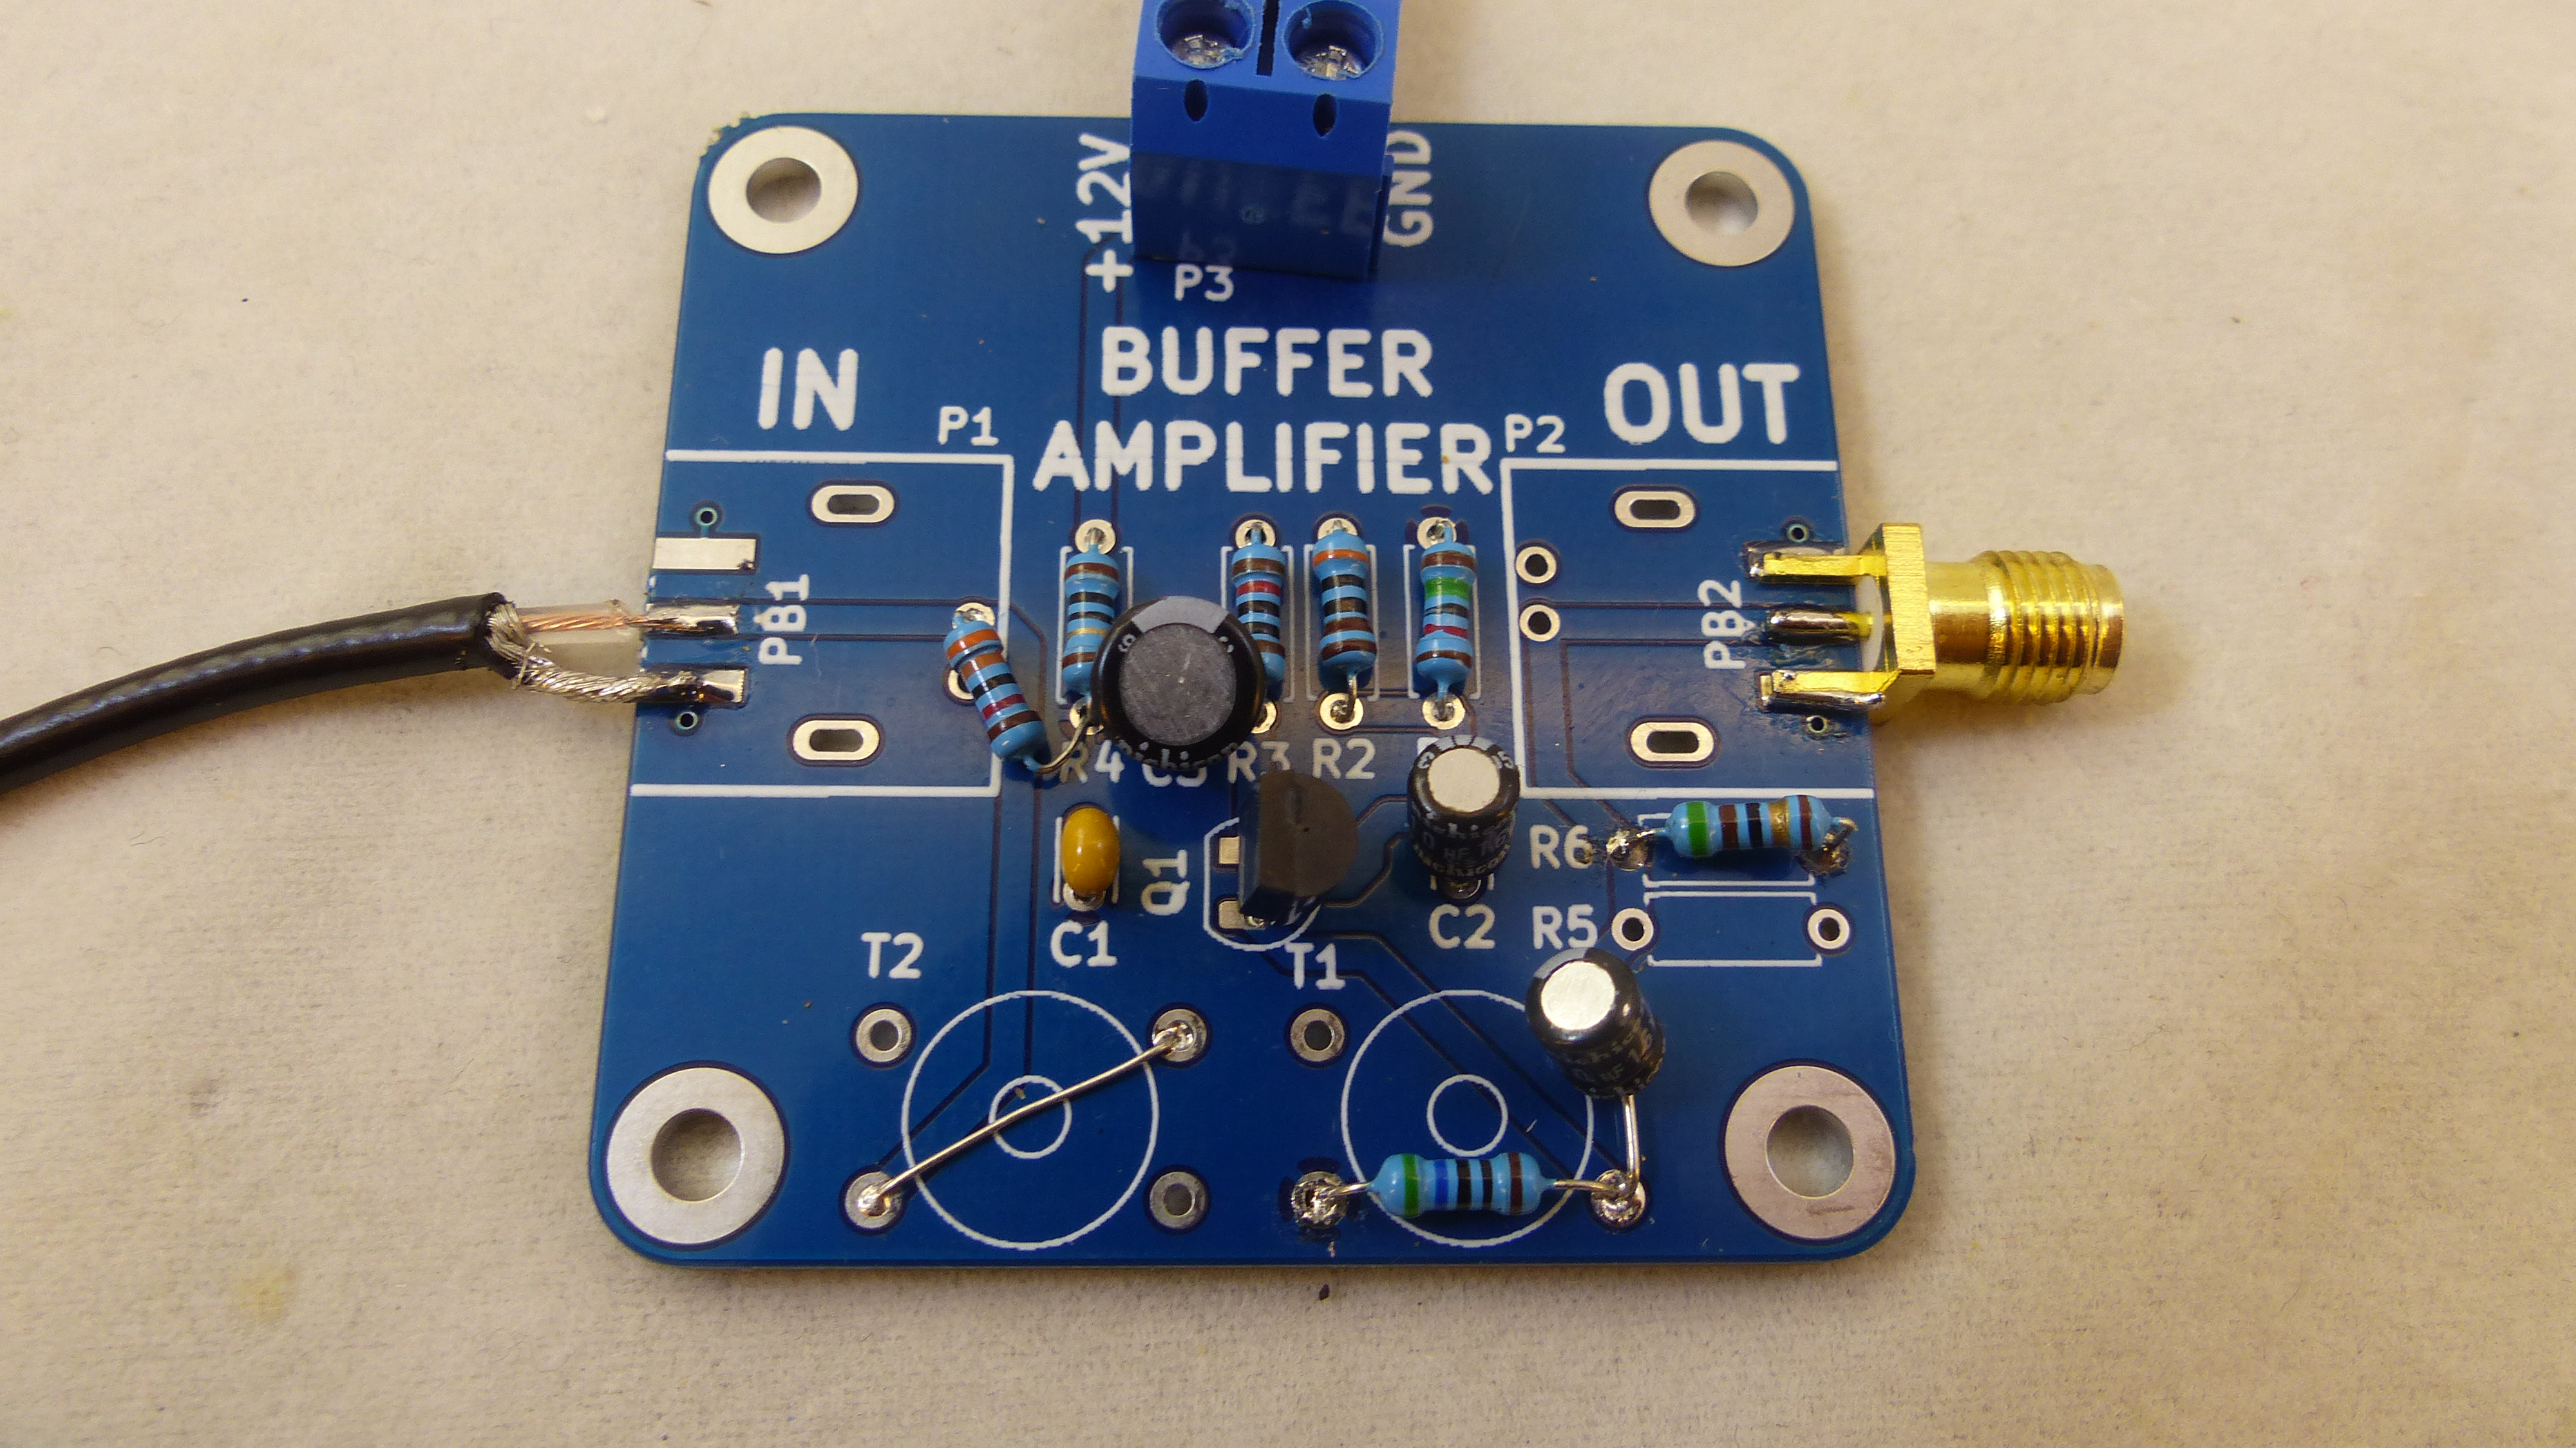 +12V
GND
P3
IN
BUFFER
OUT
P1
AMPLIFIER
P2
PB1
PB2
R4
C3
R3
R2
R6
Q1
C1
C2
R5
T2
T1